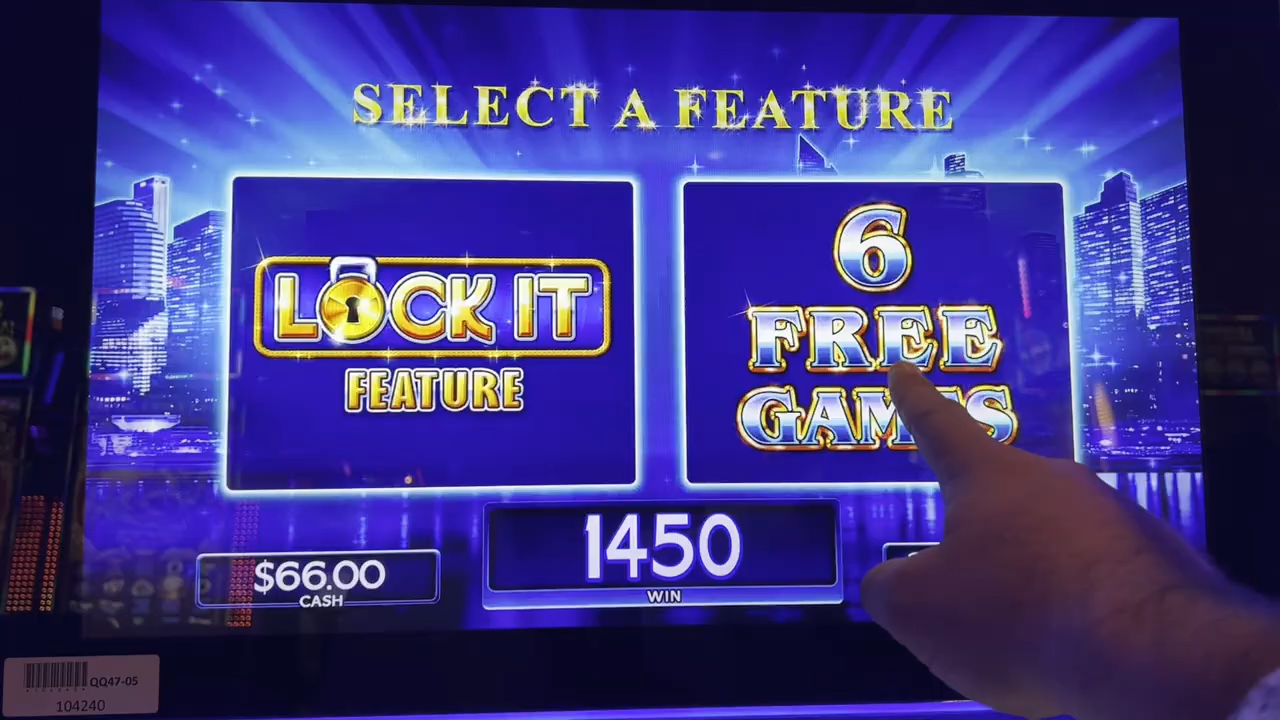 SELECT A FEATURE
LOCK IT
FEATURE
6
FREE
GAMES
$66.00
CASH
1450
WIN
QQ47-05
104240